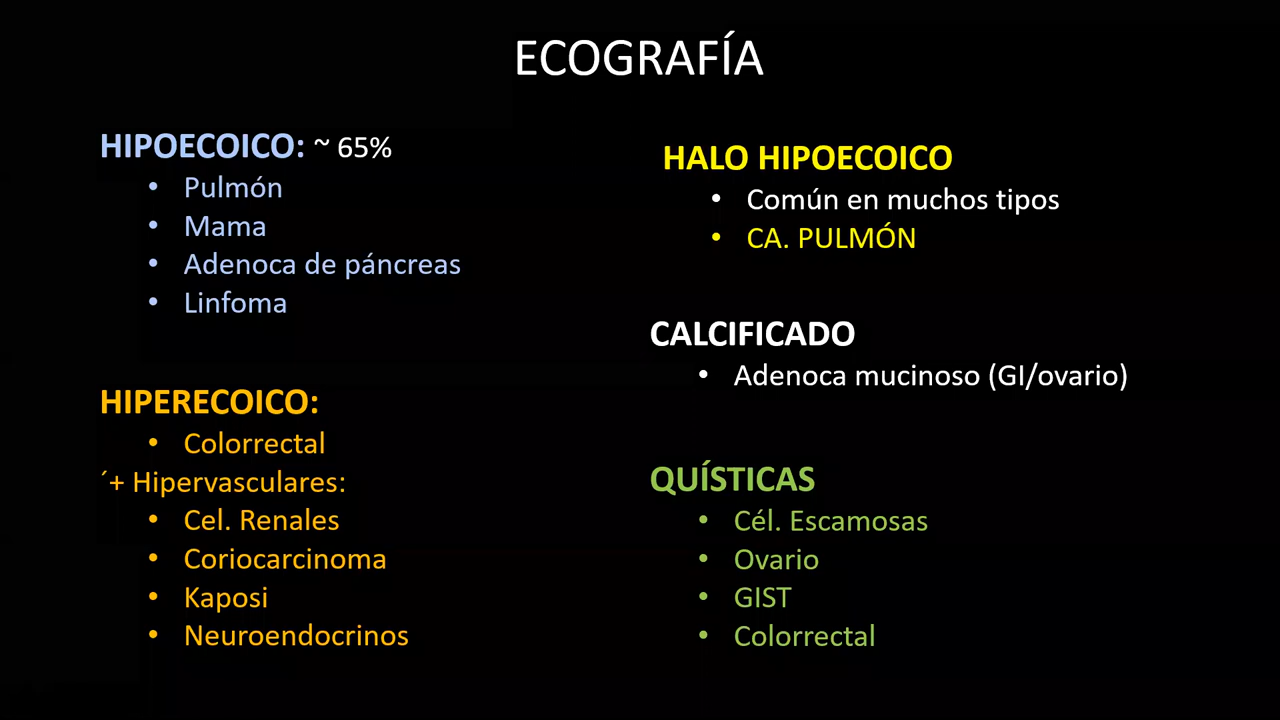 ECOGRAFÍA
HIPOECOICO: ~ 65%
• Pulmón
• Mama
• Adenoca de páncreas
• Linfoma
HIPERECOICO:
• Colorrectal
´+ Hipervasculares:
• Cel. Renales
• Coriocarcinoma
• Kaposi
• Neuroendocrinos
HALO HIPOECOICO
• Común en muchos tipos
• CA. PULMÓN
CALCIFICADO
• Adenoca mucinoso (GI/ovario)
QUÍSTICAS
• Cél. Escamosas
• Ovario
• GIST
• Colorrectal